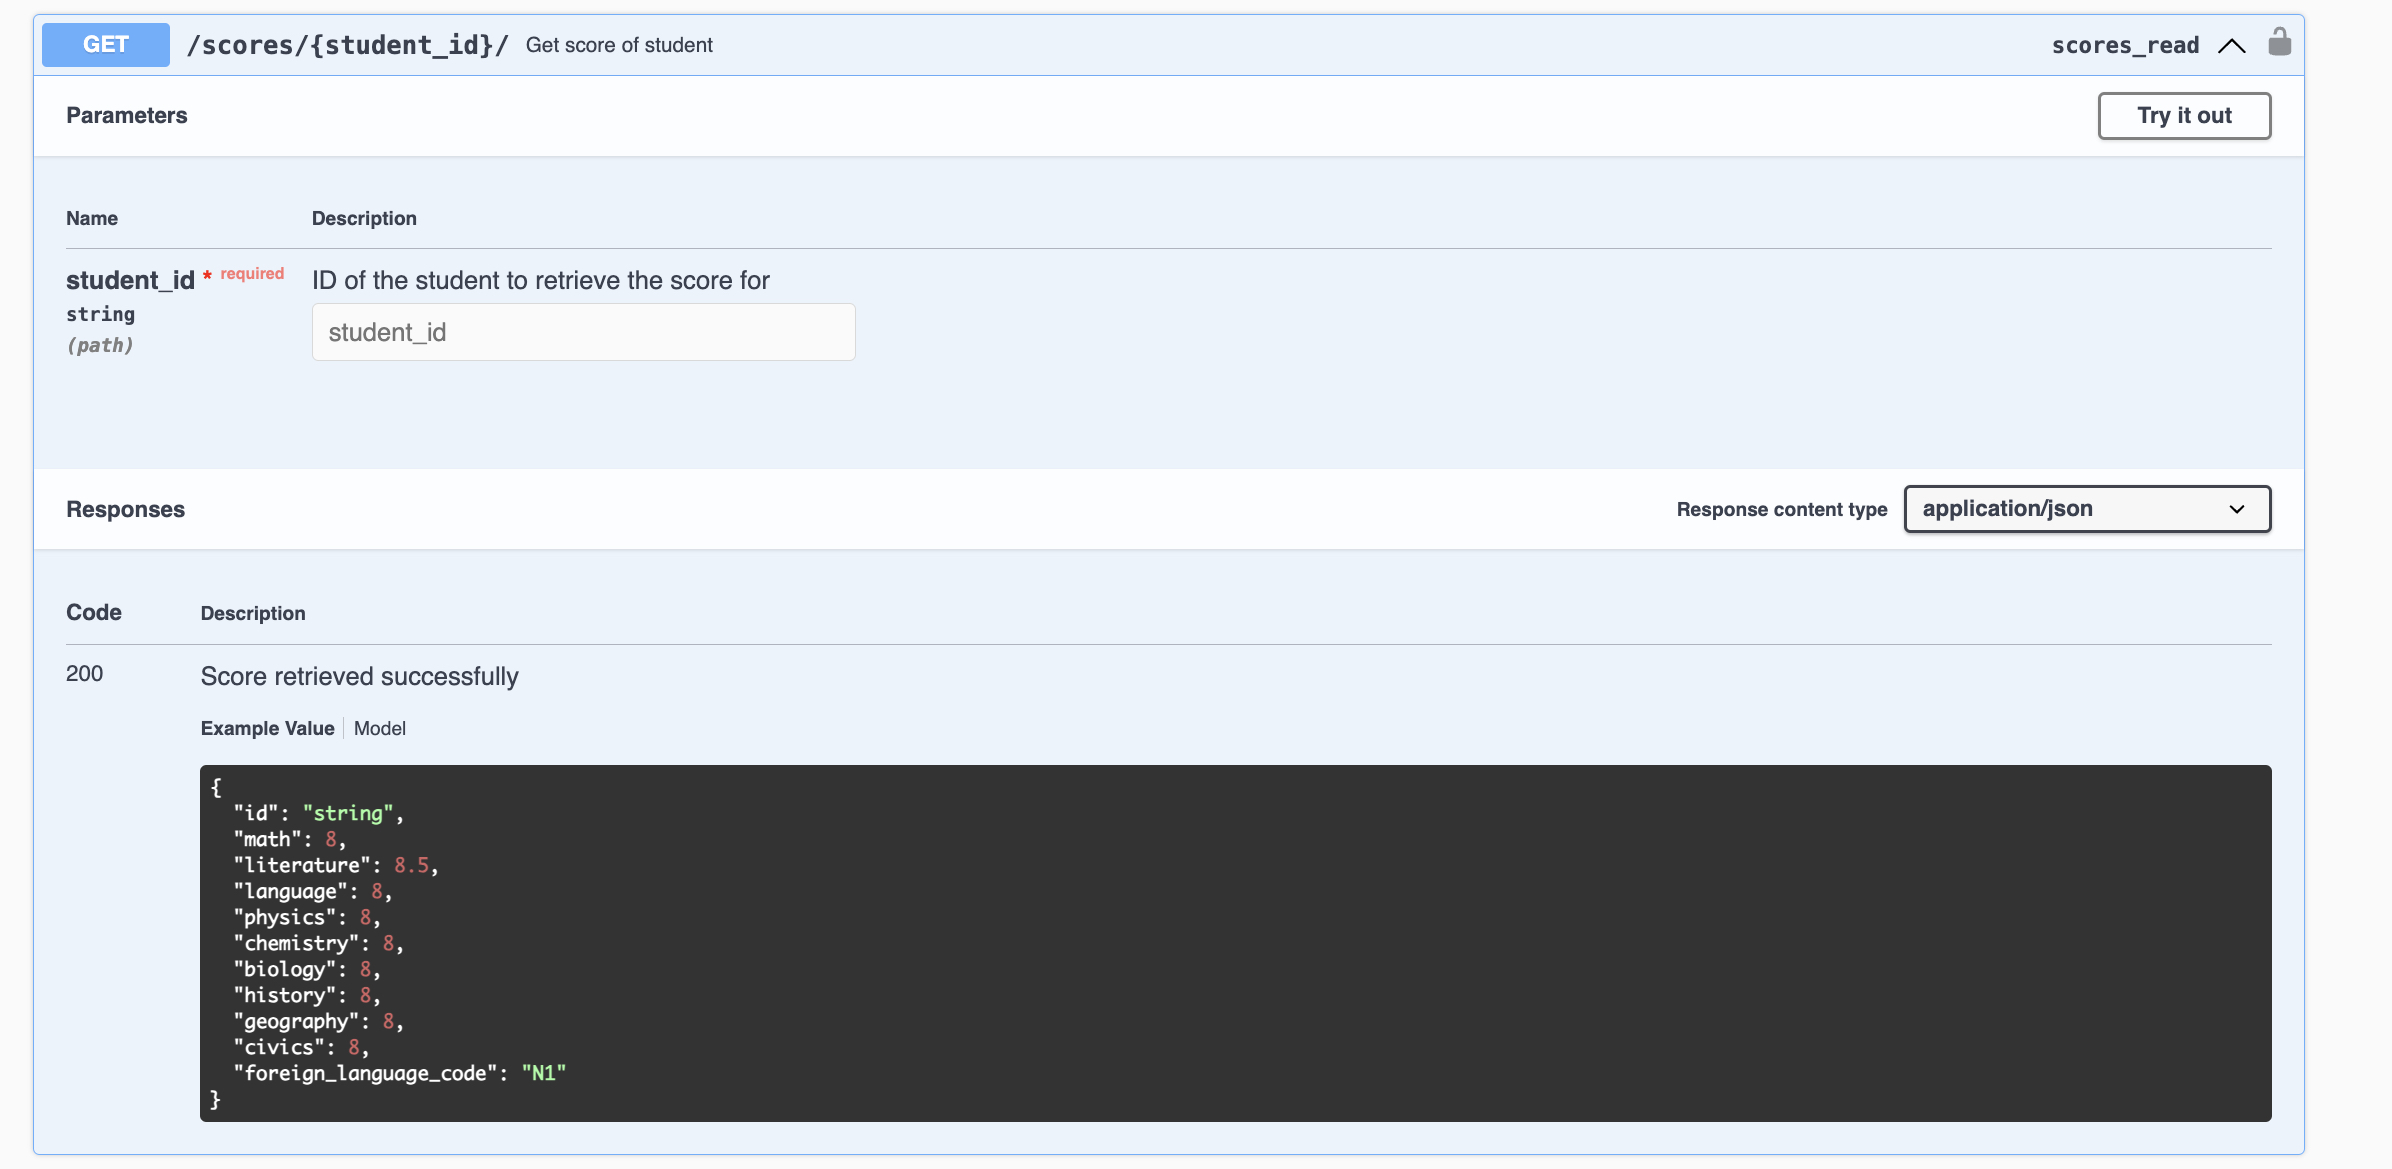 GET /scores/{student_id}/ Get score of student scores_read
Parameters Try it out
Name Description
student_id * required ID of the student to retrieve the score for
string
(path)
student_id
Responses Response content type application/json
Code Description
200 Score retrieved successfully
Example Value Model
{
  "id": "string",
  "math": 8,
  "literature": 8.5,
  "language": 8,
  "physics": 8,
  "chemistry": 8,
  "biology": 8,
  "history": 8,
  "geography": 8,
  "civics": 8,
  "foreign_language_code": "N1"
}